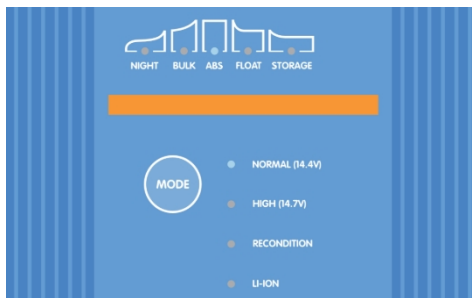 NIGHT BULK ABS FLOAT STORAGE
MODE
NORMAL (14.4V)
HIGH (14.7V)
RECONDITION
LI-ION